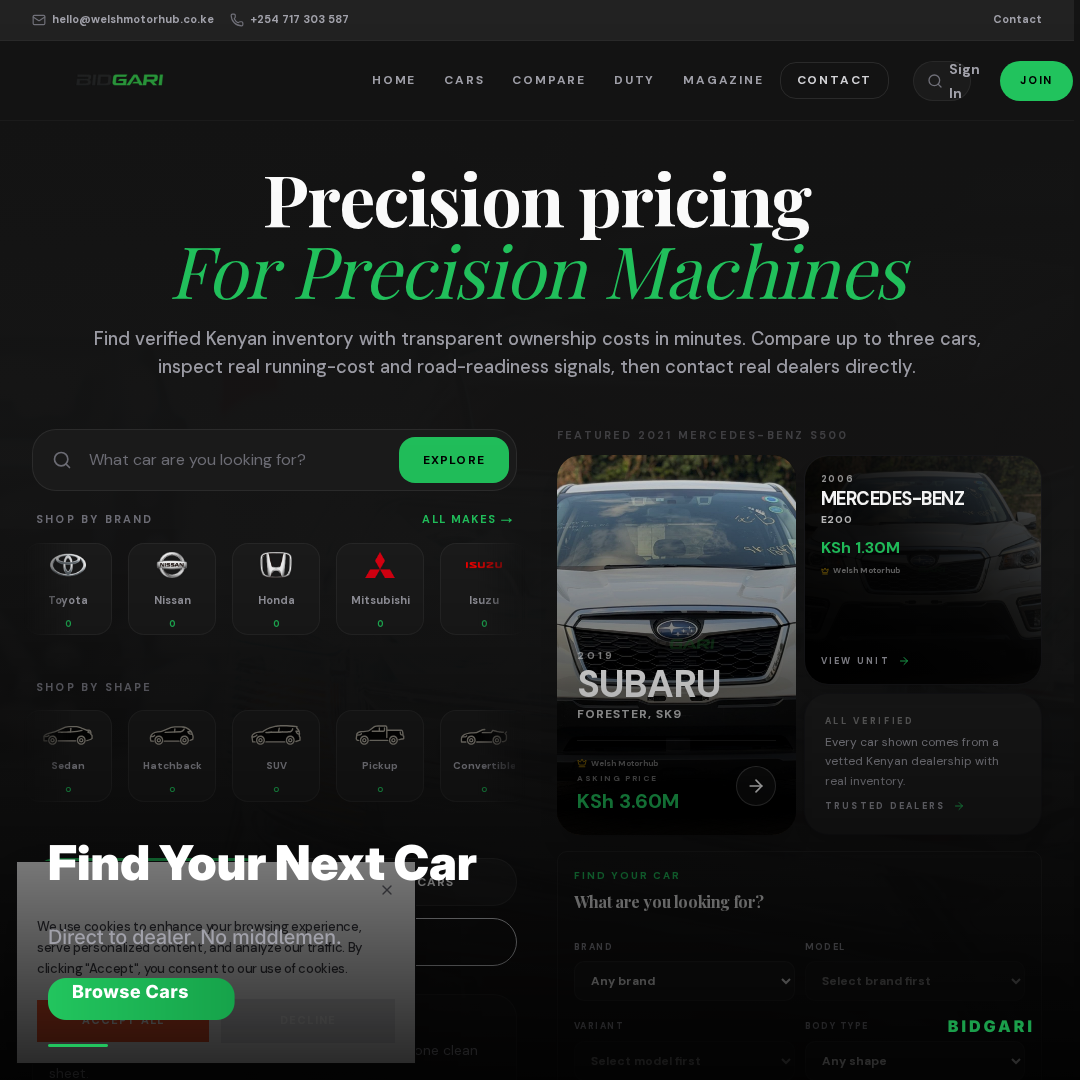 hello@welshmotorhub.co.ke
+254 717 303 587
Contact
BIDGARI
HOME
CARS
COMPARE
DUTY
MAGAZINE
CONTACT
Sign In
JOIN
Precision pricing
For Precision Machines
Find verified Kenyan inventory with transparent ownership costs in minutes. Compare up to three cars,
inspect real running-cost and road-readiness signals, then contact real dealers directly.
What car are you looking for?
EXPLORE
SHOP BY BRAND
ALL MAKES →
Toyota
0
Nissan
0
Honda
0
Mitsubishi
0
ISUZU
Isuzu
0
SHOP BY SHAPE
Sedan
0
Hatchback
0
SUV
0
Pickup
0
Convertible
0
FEATURED 2021 MERCEDES-BENZ S500
2019
SUBARU
FORESTER, SK9
Welsh Motorhub
ASKING PRICE
KSh 3.60M
2006
MERCEDES-BENZ
E200
KSh 1.30M
Welsh Motorhub
VIEW UNIT →
ALL VERIFIED
Every car shown comes from a
vetted Kenyan dealership with
real inventory.
TRUSTED DEALERS →
Find Your Next Car
CARS
We use cookies to enhance your browsing experience,
serve personalized content, and analyze our traffic. By
clicking "Accept", you consent to our use of cookies.
Direct to dealer. No middlemen.
Browse Cars
ACCEPT ALL
DECLINE
one clean
sheet
FIND YOUR CAR
What are you looking for?
BRAND
Any brand
MODEL
Select brand first
VARIANT
Select model first
BODY TYPE
Any shape
BIDGARI